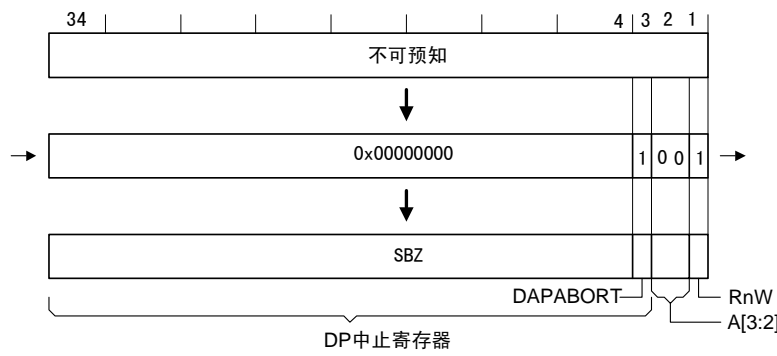 34 4 3 2 1
不可预知
0x00000000 1 0 0 1
SBZ
DAPABORT RnW
A[3:2]
DP中止寄存器